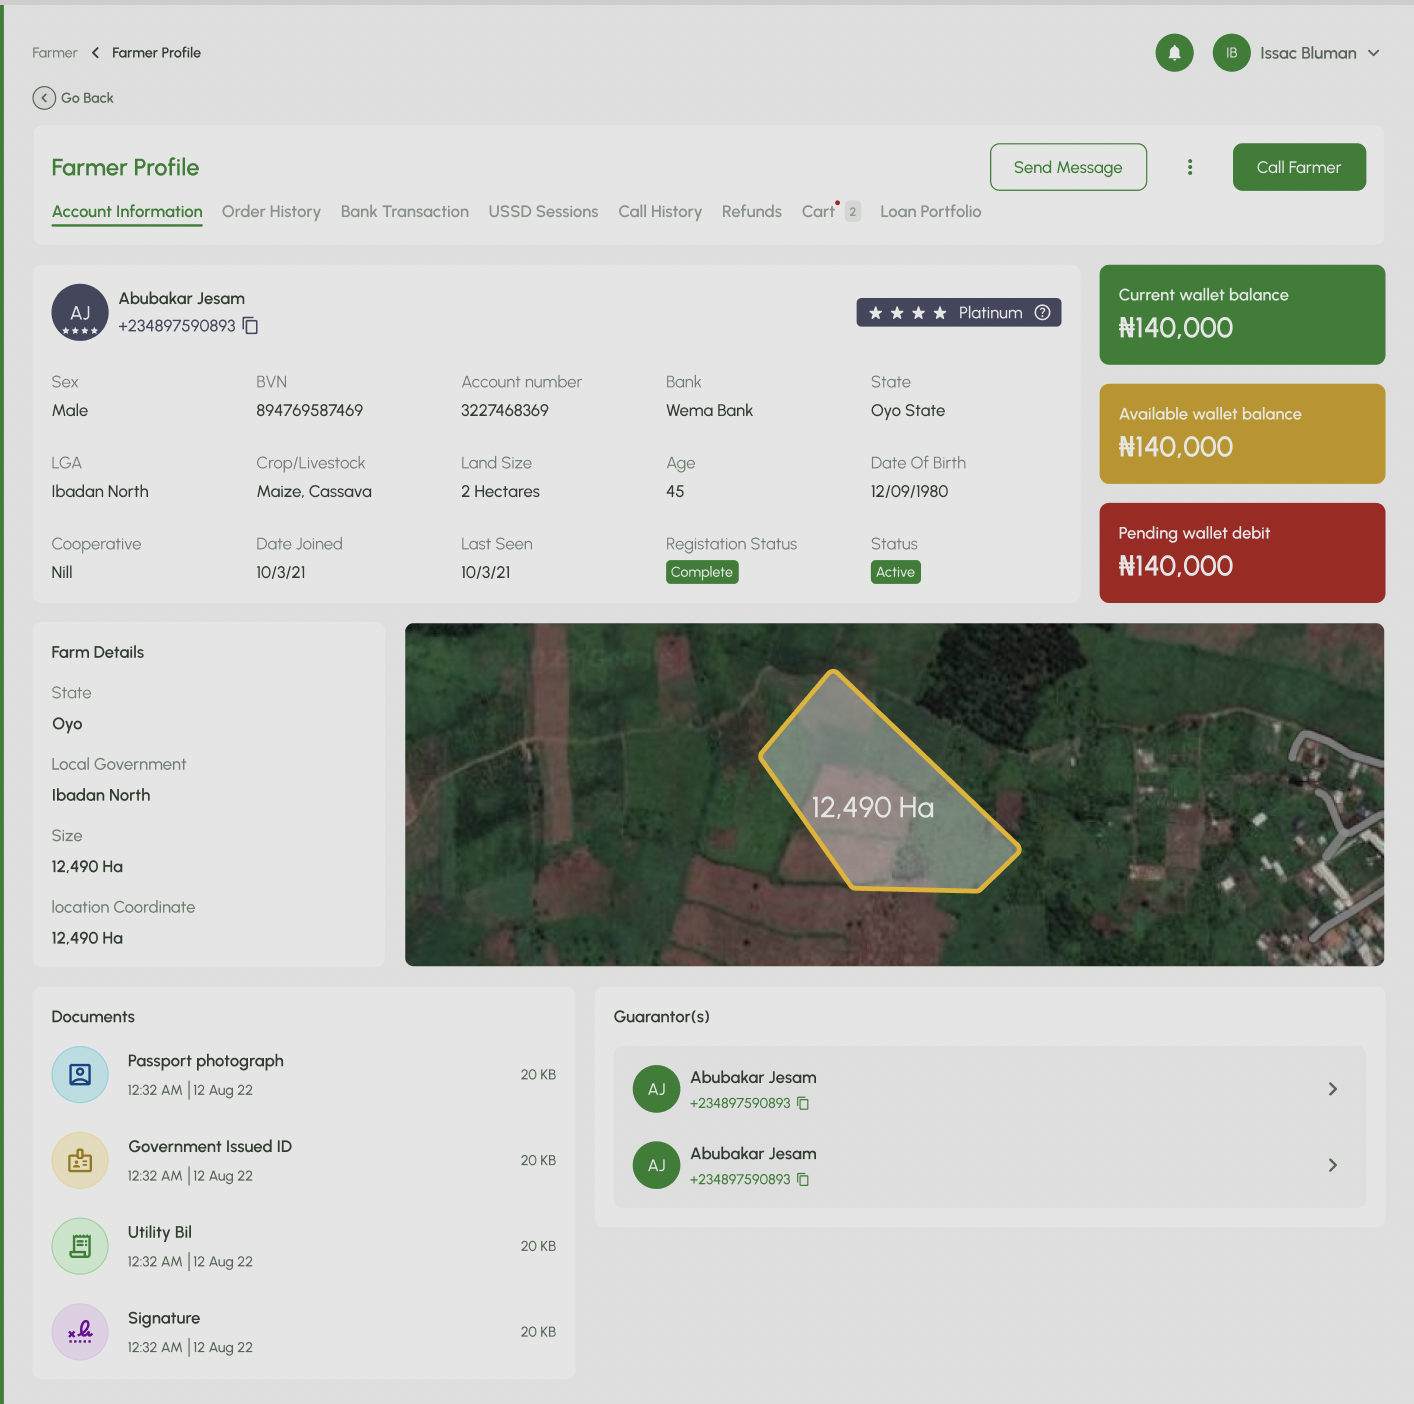 Farmer Farmer Profile
IB Issac Bluman
Go Back
Farmer Profile
Send Message
Call Farmer
Account Information Order History Bank Transaction USSD Sessions Call History Refunds Cart 2 Loan Portfolio
AJ
Abubakar Jesam
+234897590893
Platinum
Sex BVN Account number Bank State
Male 894769587469 3227468369 Wema Bank Oyo State
LGA Crop/Livestock Land Size Age Date Of Birth
Ibadan North Maize, Cassava 2 Hectares 45 12/09/1980
Cooperative Date Joined Last Seen Registation Status Status
Nill 10/3/21 10/3/21 Complete Active
Current wallet balance
₦140,000
Available wallet balance
₦140,000
Pending wallet debit
₦140,000
Farm Details
State
Oyo
Local Government
Ibadan North
Size
12,490 Ha
location Coordinate
12,490 Ha
12,490 Ha
Documents
Passport photograph
12:32 AM | 12 Aug 22
20 KB
Government Issued ID
12:32 AM | 12 Aug 22
20 KB
Utility Bil
12:32 AM | 12 Aug 22
20 KB
Signature
12:32 AM | 12 Aug 22
20 KB
Guarantor(s)
AJ
Abubakar Jesam
+234897590893
AJ
Abubakar Jesam
+234897590893